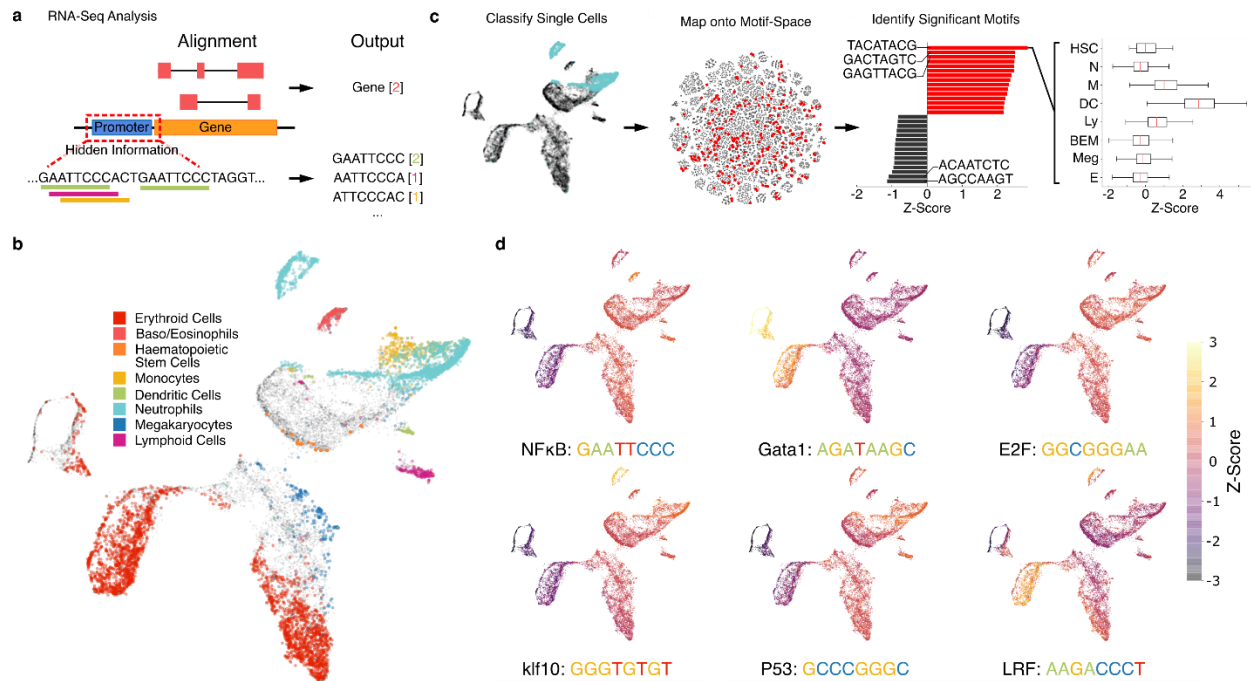 a
RNA-Seq Analysis
Alignment
Output
Gene [2]
Promoter
Gene
Hidden Information
...GAATTCCCACTGAATTCCCTAGGT...
GAATTCCC [2]
AATTCCCA [1]
ATTCCCAC [1]
...
b
Erythroid Cells
Baso/Eosinophils
Haematopoietic
Stem Cells
Monocytes
Dendritic Cells
Neutrophils
Megakaryocytes
Lymphoid Cells
c
Classify Single Cells
Map onto Motif-Space
Identify Significant Motifs
TACATACG
GACTAGTC
GAGTTACG
ACAATCTC
AGCCAAGT
-2 -1 0 1 2
Z-Score
HSC
N
M
DC
Ly
BEM
Meg
E
-2 0 2 4
Z-Score
d
NFκB: GAATTCCC
Gata1: AGATAAGC
E2F: GGCGGGAA
klf10: GGGTGTGT
P53: GCCCGGGC
LRF: AAGACCCT
3
2
1
0
-1
-2
-3
Z-Score